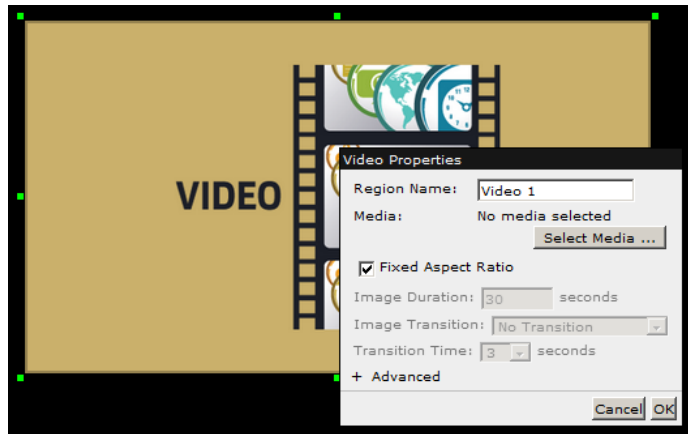 VIDEO
Video Properties
Region Name: Video 1
Media: No media selected
Select Media ...
Fixed Aspect Ratio
Image Duration: 30 seconds
Image Transition: No Transition
Transition Time: 3 seconds
+ Advanced
Cancel OK